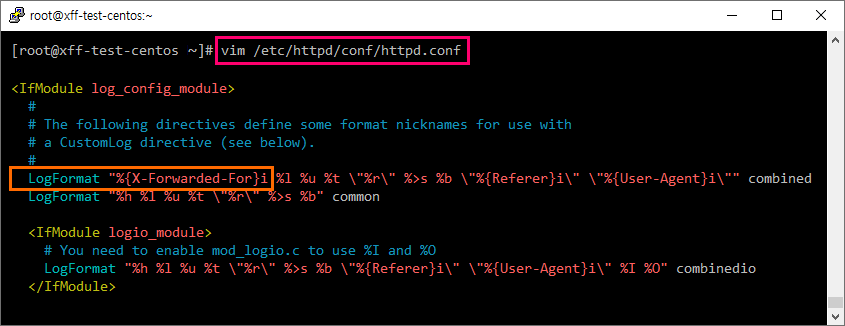 root@xff-test-centos:~
[root@xff-test-centos ~]# vim /etc/httpd/conf/httpd.conf
<IfModule log_config_module>
#
# The following directives define some format nicknames for use with
# a CustomLog directive (see below).
#
LogFormat "%{X-Forwarded-For}i %l %u %t \"%r\" %>s %b \"%{Referer}i\" \"%{User-Agent}i\"" combined
LogFormat "%h %l %u %t \"%r\" %>s %b" common
<IfModule logio_module>
# You need to enable mod_logio.c to use %I and %O
LogFormat "%h %l %u %t \"%r\" %>s %b \"%{Referer}i\" \"%{User-Agent}i\" %I %O" combinedio
</IfModule>